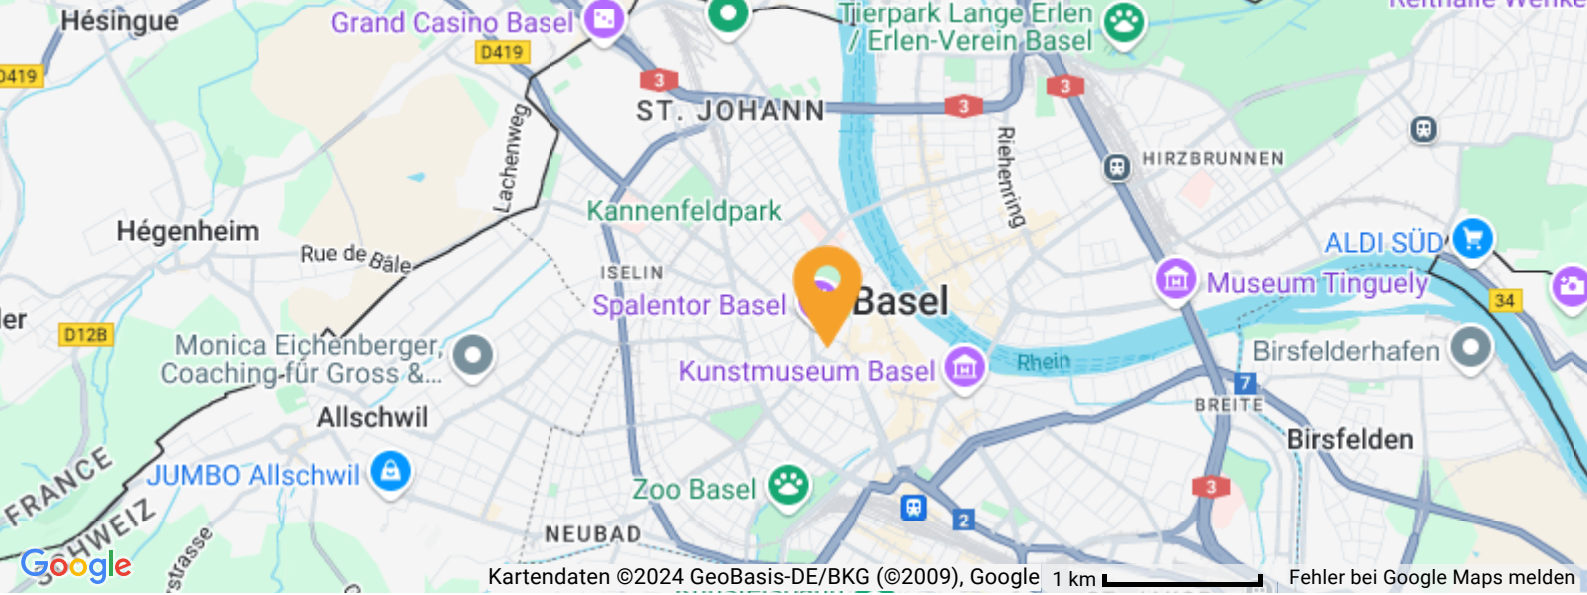 Hésingue
Grand Casino Basel
Tierpark Lange Erlen
/ Erlen-Verein Basel
D419
D419
3
3
3
ST. JOHANN
Lachenweg
Riehenring
HIRZBRUNNEN
Kannenfeldpark
Hégenheim
Rue de Bâle
ISELIN
ALDI SÜD
Museum Tinguely
Spalentor Basel
Basel
34
D12B
Monica Eichenberger,
Coaching für Gross &...
Kunstmuseum Basel
Rhein
Birsfelderhafen
7
BREITE
Allschwil
Birsfelden
JUMBO Allschwil
Zoo Basel
3
2
FRANCE
SCHWEIZ
NEUBAD
Google
Kartendaten ©2024 GeoBasis-DE/BKG (©2009), Google
1 km
Fehler bei Google Maps melden